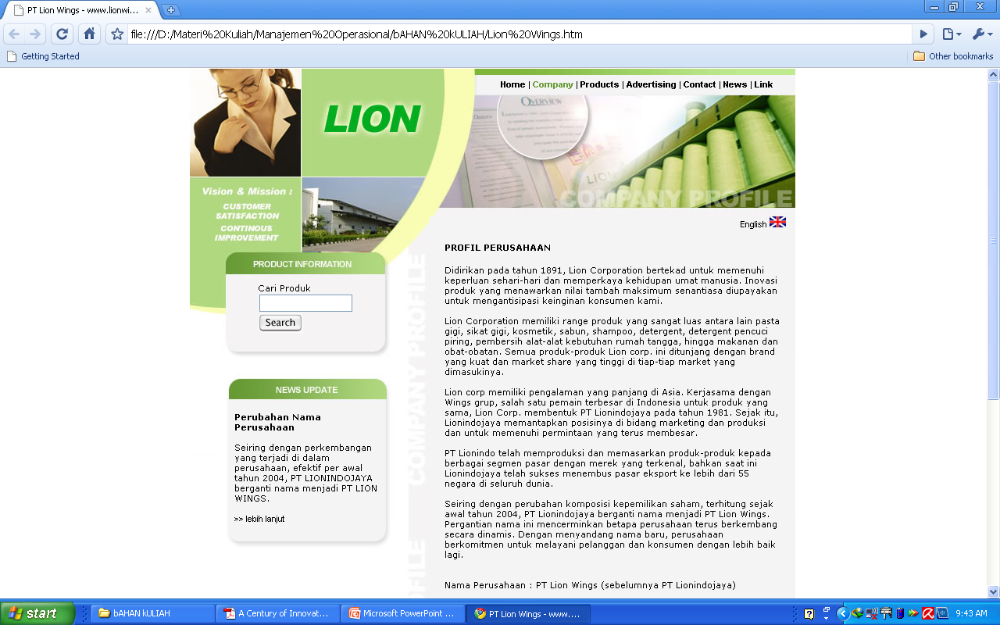 PT Lion Wings - www.lionwi...
file:///D:/Materi%20Kuliah/Manajemen%20Operasional/bAHAN%20kULIAH/Lion%20Wings.htm
Getting Started
Other bookmarks
Home | Company | Products | Advertising | Contact | News | Link
LION
OVERVIEW
LION
COMPANY PROFILE
Vision & Mission :
CUSTOMER
SATISFACTION
CONTINOUS
IMPROVEMENT
English
PRODUCT INFORMATION
Cari Produk
Search
NEWS UPDATE
Perubahan Nama
Perusahaan
Seiring dengan perkembangan
yang terjadi di dalam
perusahaan, efektif per awal
tahun 2004, PT LIONINDOJAYA
berganti nama menjadi PT LION
WINGS.
>> lebih lanjut
COMPANY PROFILE
FILE
PROFIL PERUSAHAAN
Didirikan pada tahun 1891, Lion Corporation bertekad untuk memenuhi
keperluan sehari-hari dan memperkaya kehidupan umat manusia. Inovasi
produk yang menawarkan nilai tambah maksimum senantiasa diupayakan
untuk mengantisipasi keinginan konsumen kami.
Lion Corporation memiliki range produk yang sangat luas antara lain pasta
gigi, sikat gigi, kosmetik, sabun, shampoo, detergent, detergent pencuci
piring, pembersih alat-alat kebutuhan rumah tangga, hingga makanan dan
obat-obatan. Semua produk-produk Lion corp. ini ditunjang dengan brand
yang kuat dan market share yang tinggi di tiap-tiap market yang
dimasukinya.
Lion corp memiliki pengalaman yang panjang di Asia. Kerjasama dengan
Wings grup, salah satu pemain terbesar di Indonesia untuk produk yang
sama, Lion Corp. membentuk PT Lionindojaya pada tahun 1981. Sejak itu,
Lionindojaya memantapkan posisinya di bidang marketing dan produksi
dan untuk memenuhi permintaan yang terus membesar.
PT Lionindo telah memproduksi dan memasarkan produk-produk kepada
berbagai segmen pasar dengan merek yang terkenal, bahkan saat ini
Lionindojaya telah sukses menembus pasar eksport ke lebih dari 55
negara di seluruh dunia.
Seiring dengan perubahan komposisi kepemilikan saham, terhitung sejak
awal tahun 2004, PT Lionindojaya berganti nama menjadi PT Lion Wings.
Pergantian nama ini mencerminkan betapa perusahaan terus berkembang
secara dinamis. Dengan menyandang nama baru, perusahaan
berkomitmen untuk melayani pelanggan dan konsumen dengan lebih baik
lagi.
Nama Perusahaan : PT Lion Wings (sebelumnya PT Lionindojaya)
start
bAHAN kULIAH
A Century of Innovat...
Microsoft PowerPoint ...
PT Lion Wings - www....
9:43 AM